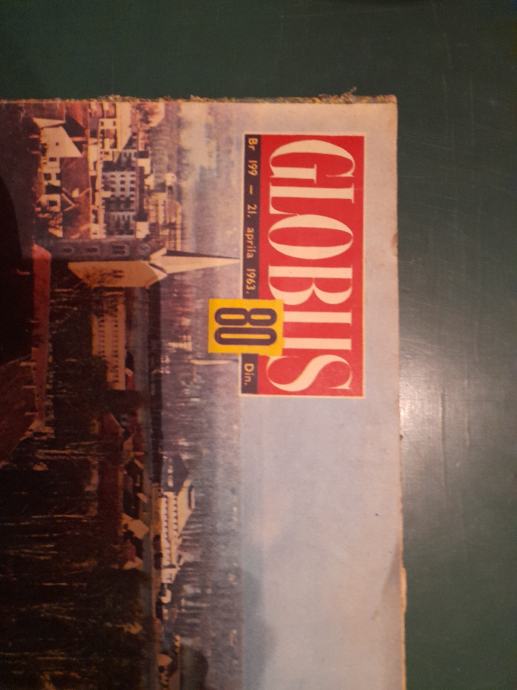 GLOBUS
Br 199 — 21. aprila 1963. 80 Din.